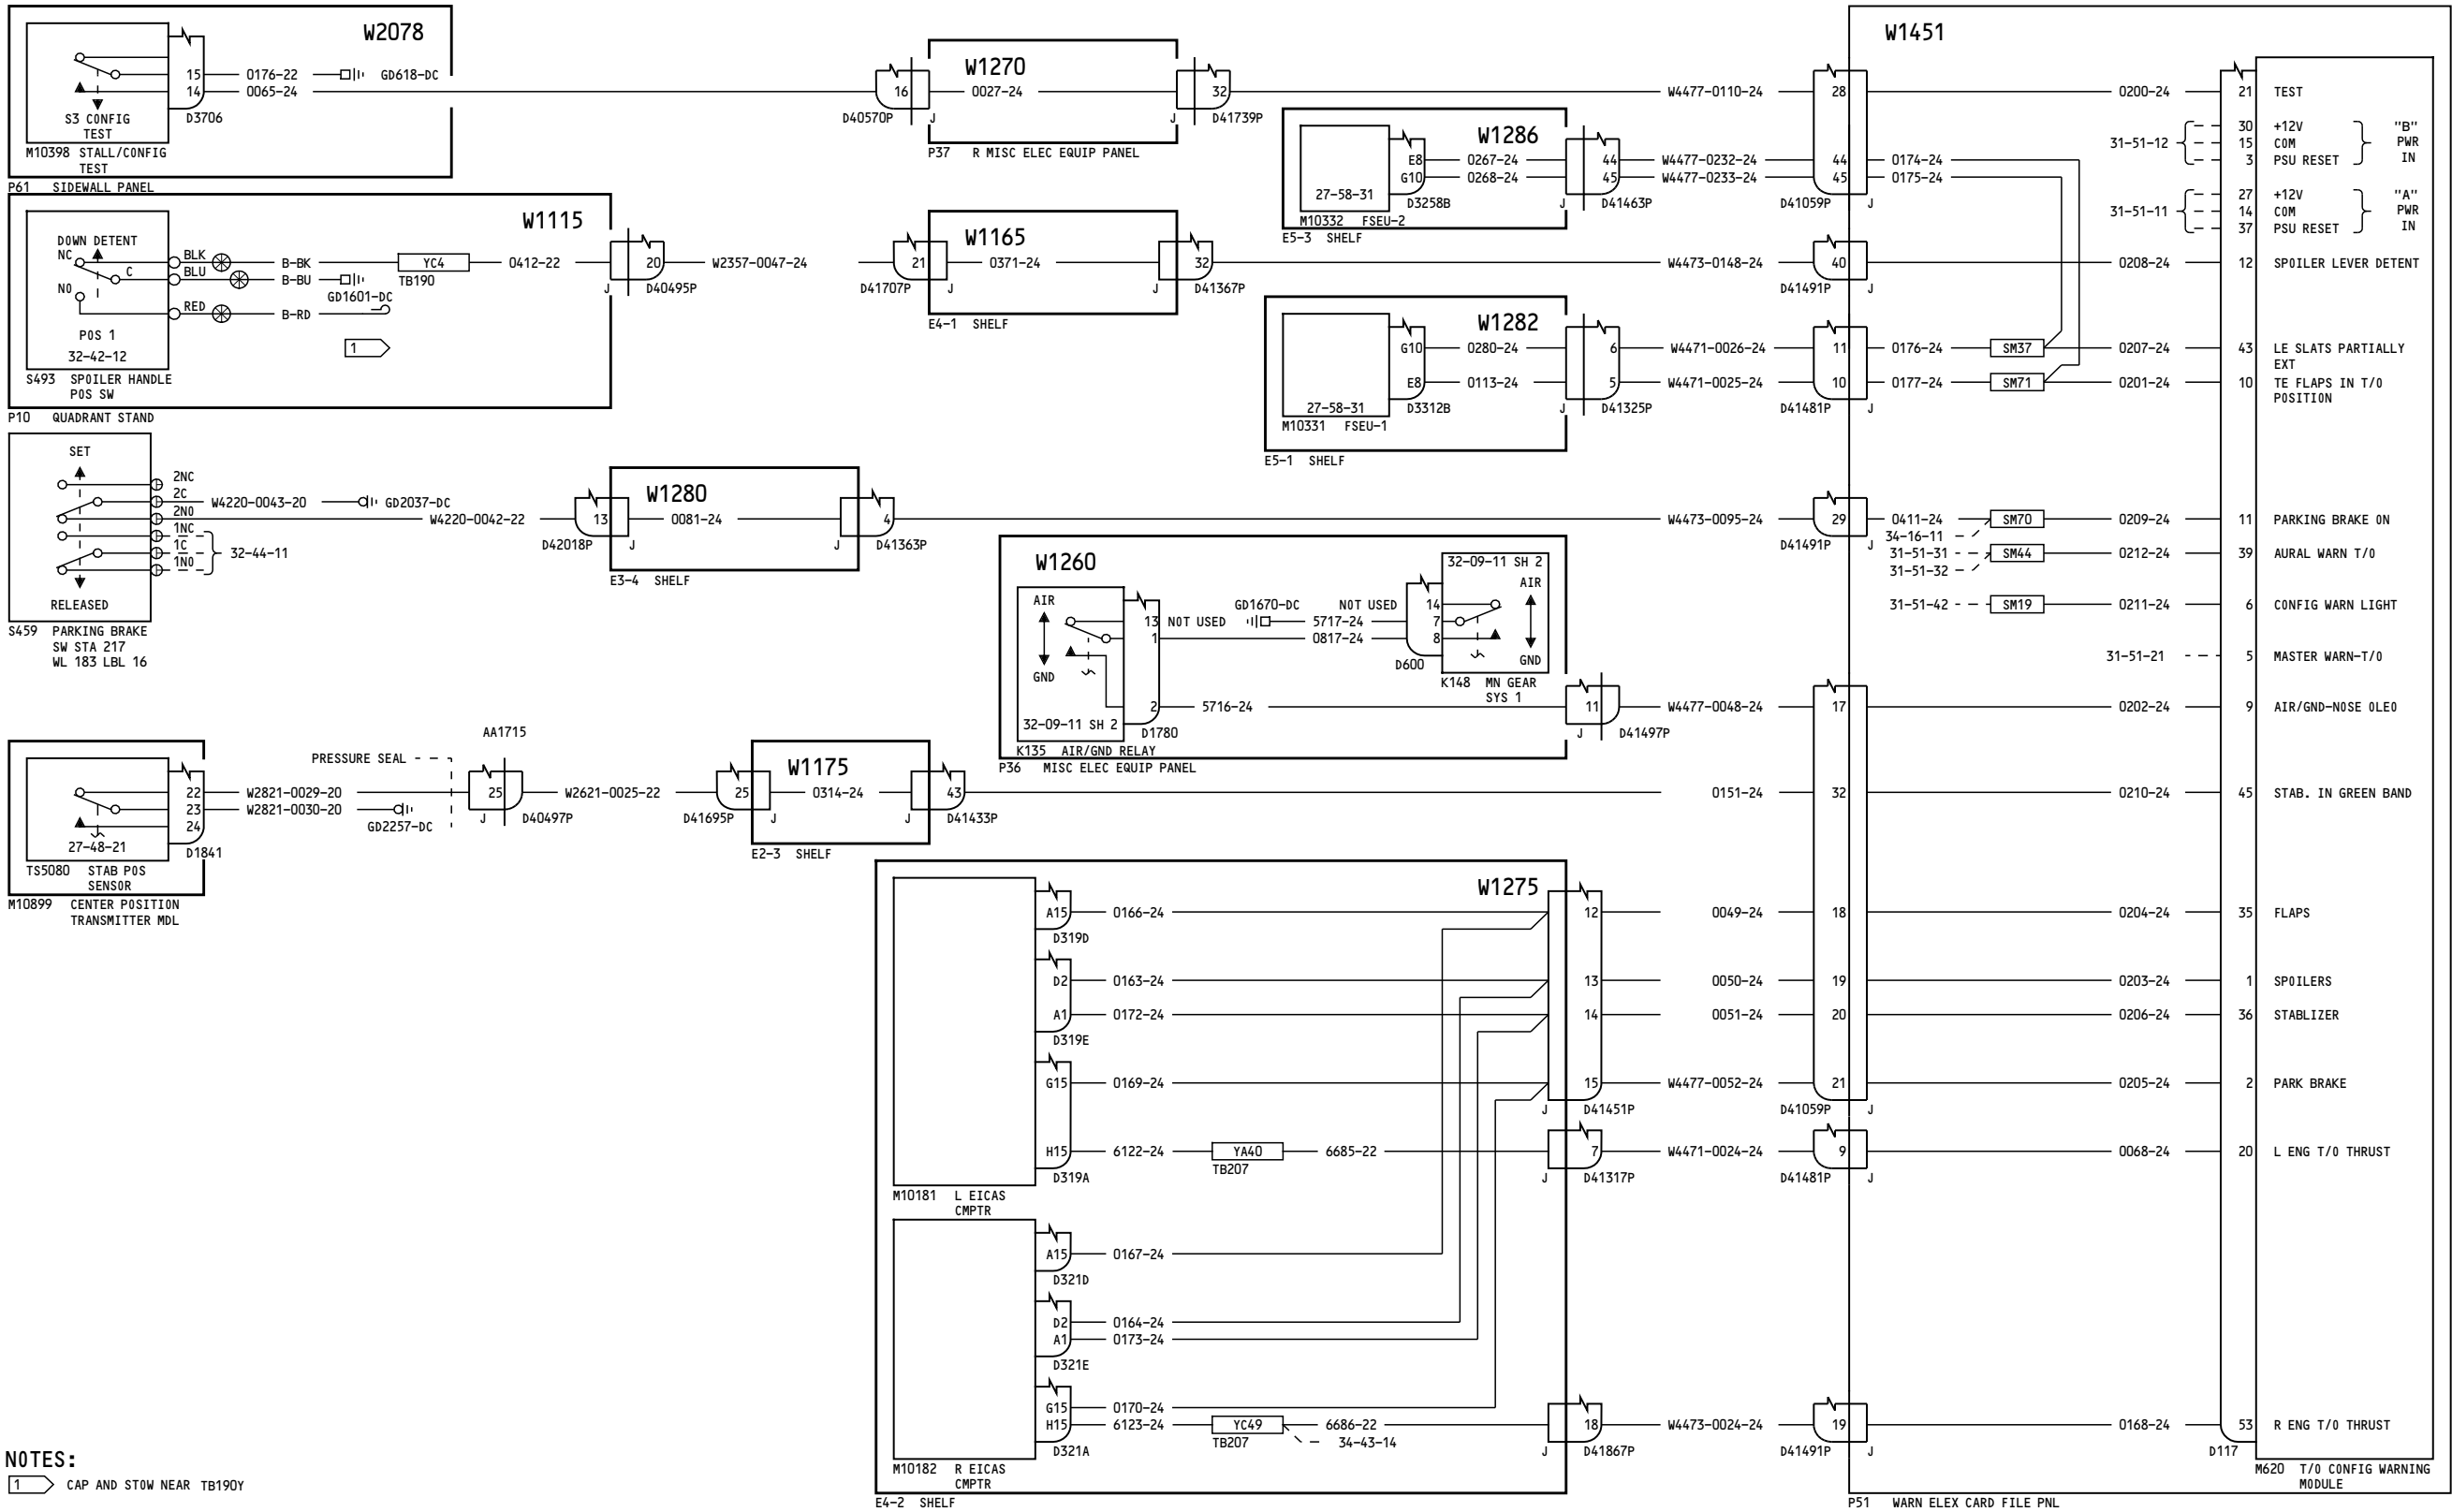 W2078
15 0176-22 GD618-DC
14 0065-24
S3 CONFIG
TEST
D3706
M10398 STALL/CONFIG
TEST
P61 SIDEWALL PANEL
16
D40570P J
W1270
0027-24
32
J D41739P
P37 R MISC ELEC EQUIP PANEL
W4477-0110-24
28
W1286
E8 0267-24 44 W4477-0232-24 44 0174-24
G10 0268-24 45 W4477-0233-24 45 0175-24
27-58-31
D3258B J D41463P D41059P J
M10332 FSEU-2
E5-3 SHELF
W1115
DOWN DETENT
NC BLK B-BK YC4 0412-22 20 W2357-0047-24
C BLU B-BU TB190
GD1601-DC J D40495P
NO RED B-RD
POS 1
1
32-42-12
S493 SPOILER HANDLE
POS SW
P10 QUADRANT STAND
W1165
21 0371-24 32 W4473-0148-24 40
D41707P J J D41367P D41491P J
E4-1 SHELF
W1282
G10 0280-24 6 W4471-0026-24 11 0176-24 SM37 0207-24
E8 0113-24 5 W4471-0025-24 10 0177-24 SM71 0201-24
27-58-31
D3312B J D41325P D41481P J
M10331 FSEU-1
E5-1 SHELF
SET
2NC
2C W4220-0043-20 GD2037-DC
2NO W4220-0042-22 13
1NC
1C 32-44-11
1NO
RELEASED
S459 PARKING BRAKE
SW STA 217
WL 183 LBL 16
W1280
0081-24 4
D42018P J J D41363P
E3-4 SHELF
W4473-0095-24 29 0411-24 SM70 0209-24
D41491P J 34-16-11
31-51-31 SM44 0212-24
31-51-32
31-51-42 SM19 0211-24
31-51-21
W1260
AIR
GND
13 NOT USED
1
2 5716-24
32-09-11 SH 2
D1780
K135 AIR/GND RELAY
P36 MISC ELEC EQUIP PANEL
GD1670-DC NOT USED 14
5717-24 7
0817-24 8
D600
32-09-11 SH 2
AIR
GND
K148 MN GEAR
SYS 1
11 W4477-0048-24 17 0202-24
J D41497P
AA1715
PRESSURE SEAL
22 W2821-0029-20 25 W2621-0025-22 25
23 W2821-0030-20
24 GD2257-DC J D40497P D41695P J
27-48-21
D1841
TS5080 STAB POS
SENSOR
M10899 CENTER POSITION
TRANSMITTER MDL
W1175
0314-24 43 0151-24 32 0210-24
J D41433P
E2-3 SHELF
W1275
A15 0166-24 12 0049-24 18 0204-24
D319D
D2 0163-24 13 0050-24 19 0203-24
A1 0172-24 14 0051-24 20 0206-24
D319E
G15 0169-24 15 W4477-0052-24 21 0205-24
J D41451P D41059P J
H15 6122-24 YA40 6685-22 7 W4471-0024-24 9 0068-24
TB207
D319A J D41317P D41481P J
M10181 L EICAS
CMPTR
A15 0167-24
D321D
D2 0164-24
A1 0173-24
D321E
G15 0170-24
H15 6123-24 YC49 6686-22 18 W4473-0024-24 19 0168-24
TB207 34-43-14
D321A J D41867P D41491P J
M10182 R EICAS
CMPTR
E4-2 SHELF
W1451
0200-24 21 TEST
30 +12V "B"
31-51-12 15 COM PWR
3 PSU RESET IN
27 +12V "A"
31-51-11 14 COM PWR
37 PSU RESET IN
0208-24 12 SPOILER LEVER DETENT
43 LE SLATS PARTIALLY
EXT
10 TE FLAPS IN T/O
POSITION
11 PARKING BRAKE ON
39 AURAL WARN T/O
6 CONFIG WARN LIGHT
5 MASTER WARN-T/O
9 AIR/GND-NOSE OLEO
45 STAB. IN GREEN BAND
35 FLAPS
1 SPOILERS
36 STABLIZER
2 PARK BRAKE
20 L ENG T/O THRUST
53 R ENG T/O THRUST
D117
M620 T/O CONFIG WARNING
MODULE
P51 WARN ELEX CARD FILE PNL
NOTES:
1 CAP AND STOW NEAR TB190Y